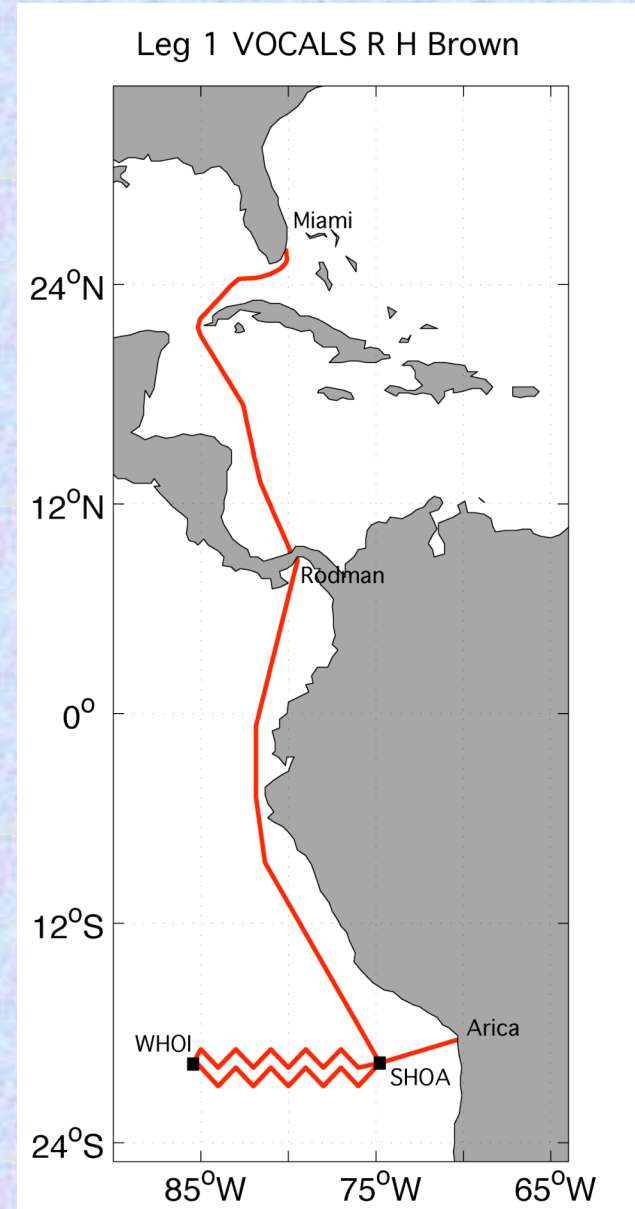 Leg 1 VOCALS R H Brown
Miami
24°N
12°N
Rodman
0°
12°S
Arica
WHOI
SHOA
24°S
85°W 75°W 65°W